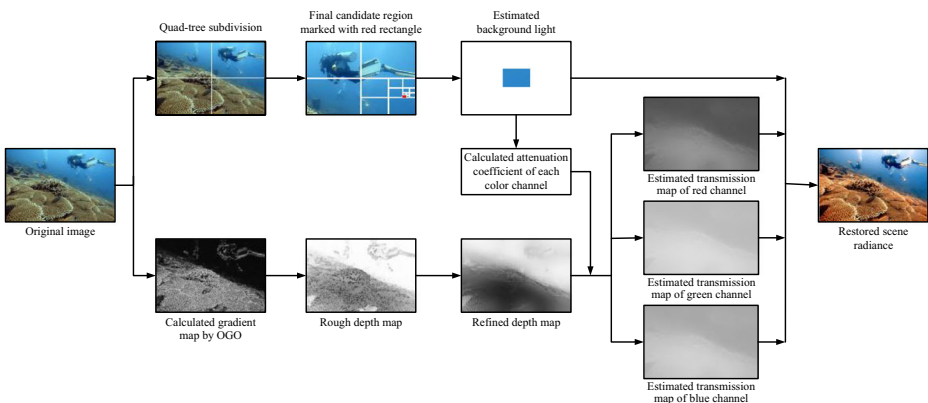 Quad-tree subdivision
Final candidate region
marked with red rectangle
Estimated
background light
Calculated attenuation
coefficient of each
color channel
Original image
Estimated transmission
map of red channel
Restored scene
radiance
Estimated transmission
map of green channel
Calculated gradient
map by OGO
Rough depth map
Refined depth map
Estimated transmission
map of blue channel